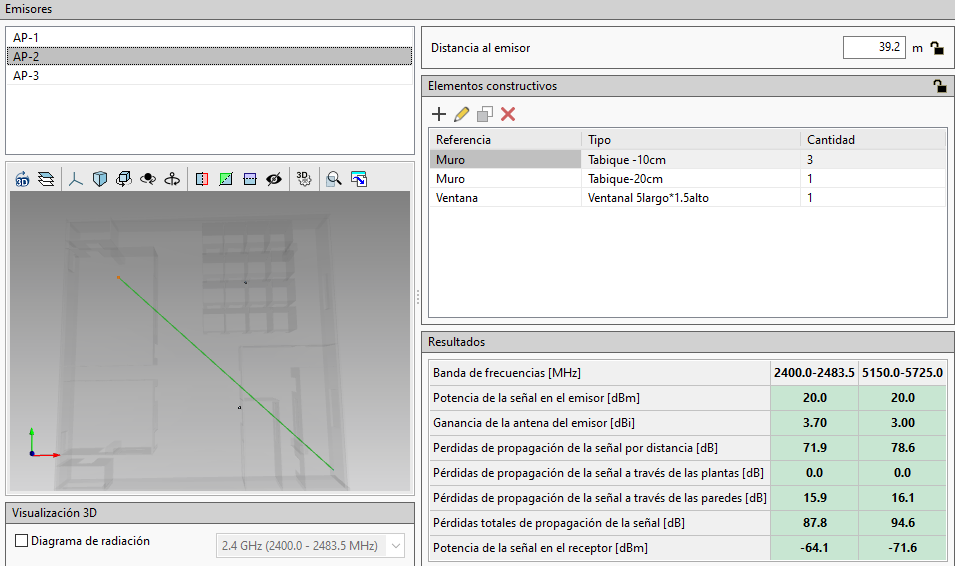 Emisores
AP-1
AP-2
AP-3
3D
3D
Visualización 3D
Diagrama de radiación
2.4 GHz (2400.0 - 2483.5 MHz)
Distancia al emisor 39.2 m
Elementos constructivos
Referencia Tipo Cantidad
Muro Tabique -10cm 3
Muro Tabique-20cm 1
Ventana Ventanal 5largo*1.5alto 1
Resultados
Banda de frecuencias [MHz] 2400.0-2483.5 5150.0-5725.0
Potencia de la señal en el emisor [dBm] 20.0 20.0
Ganancia de la antena del emisor [dBi] 3.70 3.00
Perdidas de propagación de la señal por distancia [dB] 71.9 78.6
Pérdidas de propagación de la señal a través de las plantas [dB] 0.0 0.0
Pérdidas de propagación de la señal a través de las paredes [dB] 15.9 16.1
Pérdidas totales de propagación de la señal [dB] 87.8 94.6
Potencia de la señal en el receptor [dBm] -64.1 -71.6